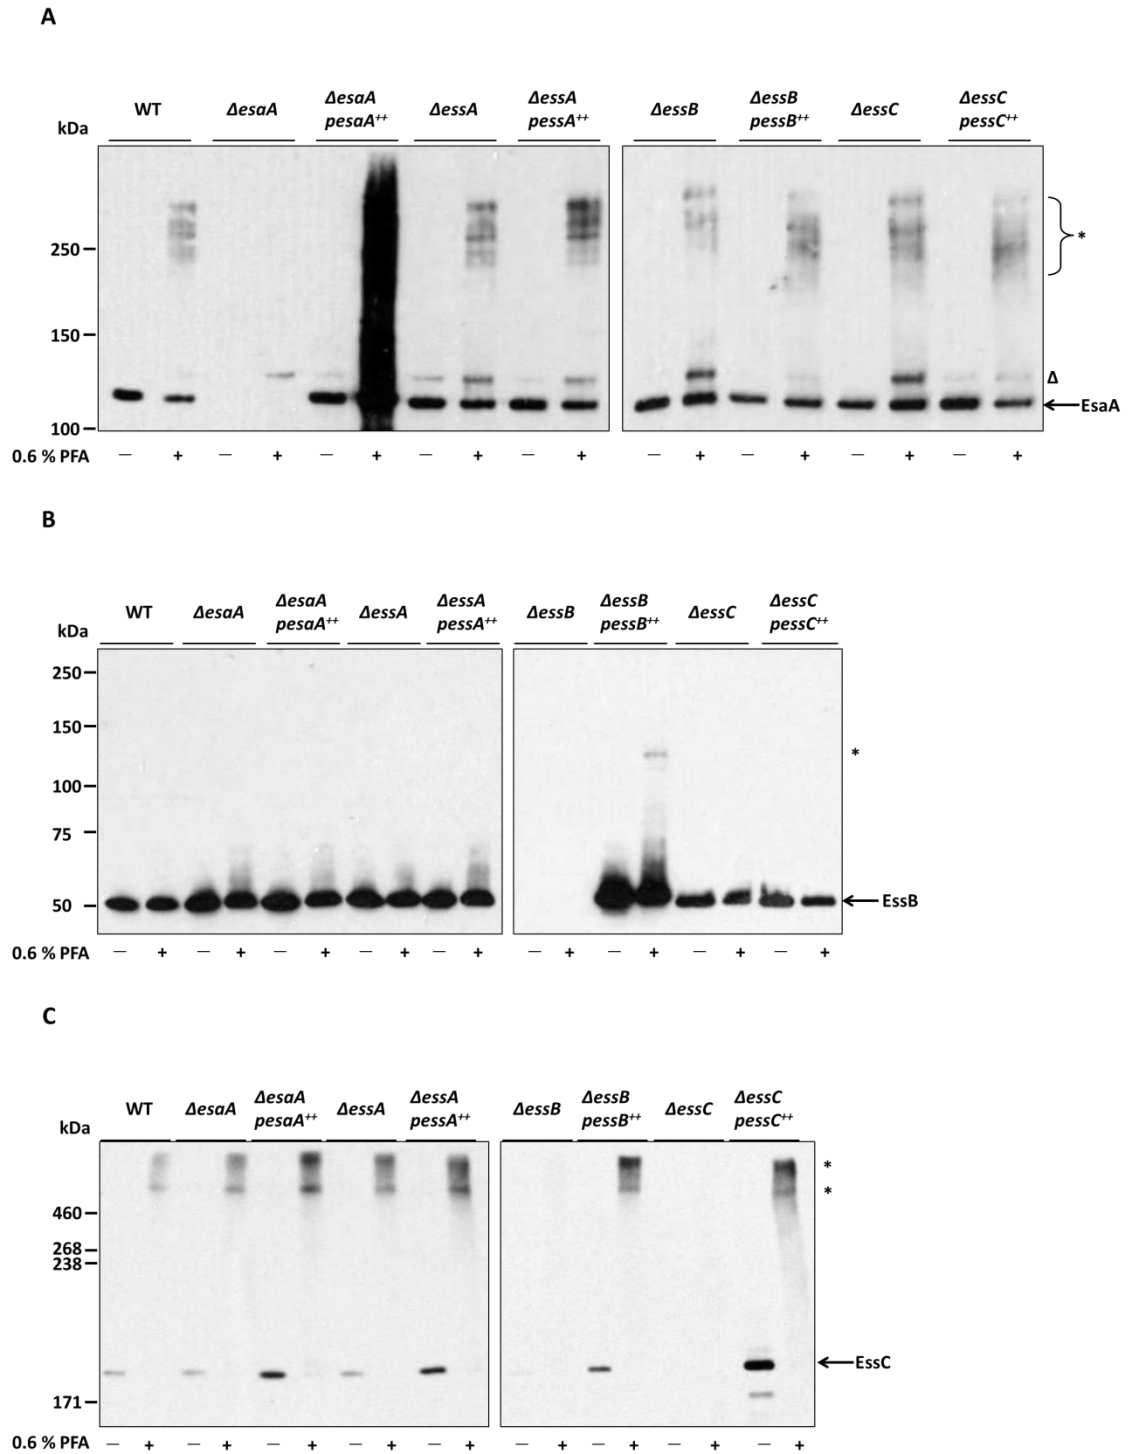 A
WT ΔesaA ΔesaA pesaA++ ΔessA ΔessA pessA++ ΔessB ΔessB pessB++ ΔessC ΔessC pessC++
kDa
250
*
150
Δ
EsaA
100
0.6 % PFA — + — + — + — + — + — + — + — + — +
B
WT ΔesaA ΔesaA pesaA++ ΔessA ΔessA pessA++ ΔessB ΔessB pessB++ ΔessC ΔessC pessC++
kDa
250
150
*
100
75
50
EssB
0.6 % PFA — + — + — + — + — + — + — + — + — +
C
WT ΔesaA ΔesaA pesaA++ ΔessA ΔessA pessA++ ΔessB ΔessB pessB++ ΔessC ΔessC pessC++
kDa
*
*
460
268
238
EssC
171
0.6 % PFA — + — + — + — + — + — + — + — + — +